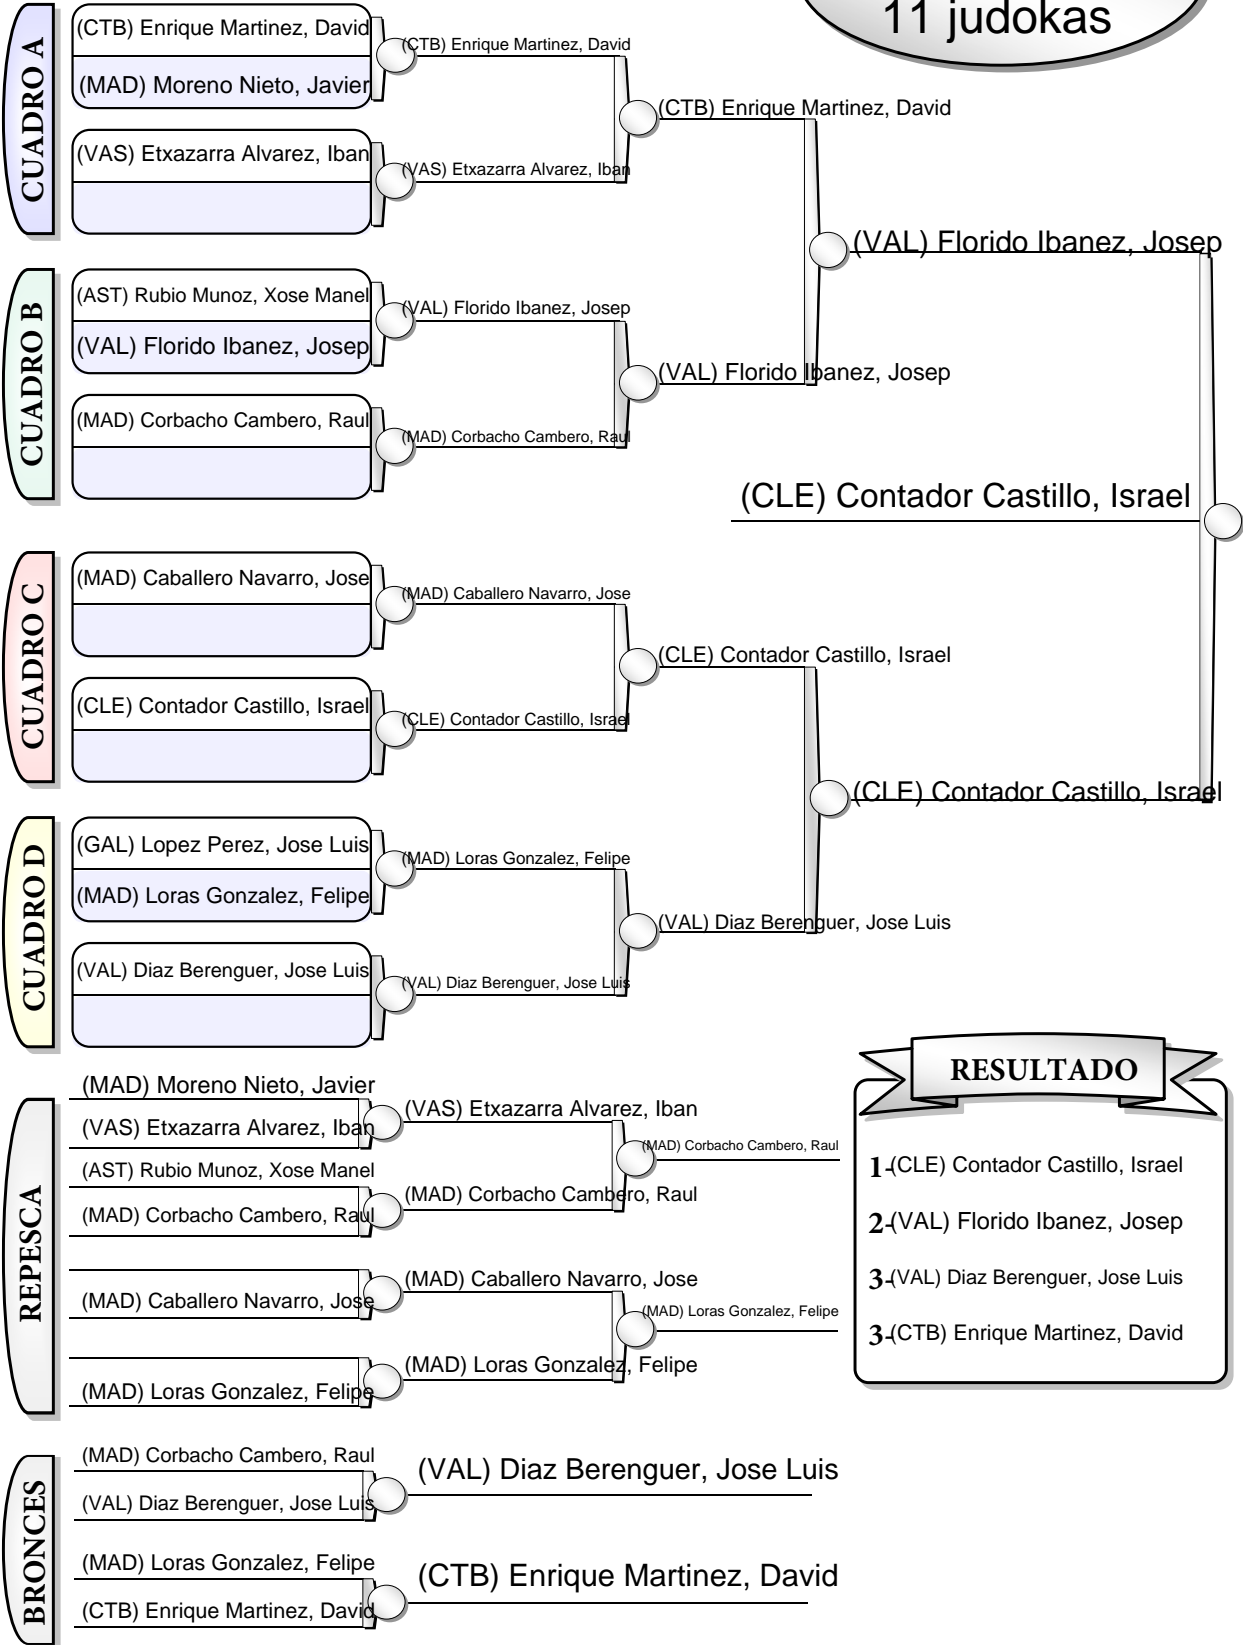 11 judokas
CUADRO A
(CTB) Enrique Martinez, David
(MAD) Moreno Nieto, Javier
(VAS) Etxazarra Alvarez, Iban
(CTB) Enrique Martinez, David
(VAS) Etxazarra Alvarez, Iban
(CTB) Enrique Martinez, David
CUADRO B
(AST) Rubio Munoz, Xose Manel
(VAL) Florido Ibanez, Josep
(MAD) Corbacho Cambero, Raul
(VAL) Florido Ibanez, Josep
(MAD) Corbacho Cambero, Raul
(VAL) Florido Ibanez, Josep
(VAL) Florido Ibanez, Josep
(CLE) Contador Castillo, Israel
CUADRO C
(MAD) Caballero Navarro, Jose
(CLE) Contador Castillo, Israel
(MAD) Caballero Navarro, Jose
(CLE) Contador Castillo, Israel
(CLE) Contador Castillo, Israel
CUADRO D
(GAL) Lopez Perez, Jose Luis
(MAD) Loras Gonzalez, Felipe
(VAL) Diaz Berenguer, Jose Luis
(MAD) Loras Gonzalez, Felipe
(VAL) Diaz Berenguer, Jose Luis
(VAL) Diaz Berenguer, Jose Luis
(CLE) Contador Castillo, Israel
REPESCA
(MAD) Moreno Nieto, Javier
(VAS) Etxazarra Alvarez, Iban
(AST) Rubio Munoz, Xose Manel
(MAD) Corbacho Cambero, Raul
(MAD) Caballero Navarro, Jose
(MAD) Loras Gonzalez, Felipe
(VAS) Etxazarra Alvarez, Iban
(MAD) Corbacho Cambero, Raul
(MAD) Caballero Navarro, Jose
(MAD) Loras Gonzalez, Felipe
(MAD) Corbacho Cambero, Raul
(MAD) Loras Gonzalez, Felipe
RESULTADO
1-(CLE) Contador Castillo, Israel
2-(VAL) Florido Ibanez, Josep
3-(VAL) Diaz Berenguer, Jose Luis
3-(CTB) Enrique Martinez, David
BRONCES
(MAD) Corbacho Cambero, Raul
(VAL) Diaz Berenguer, Jose Luis
(MAD) Loras Gonzalez, Felipe
(CTB) Enrique Martinez, David
(VAL) Diaz Berenguer, Jose Luis
(CTB) Enrique Martinez, David